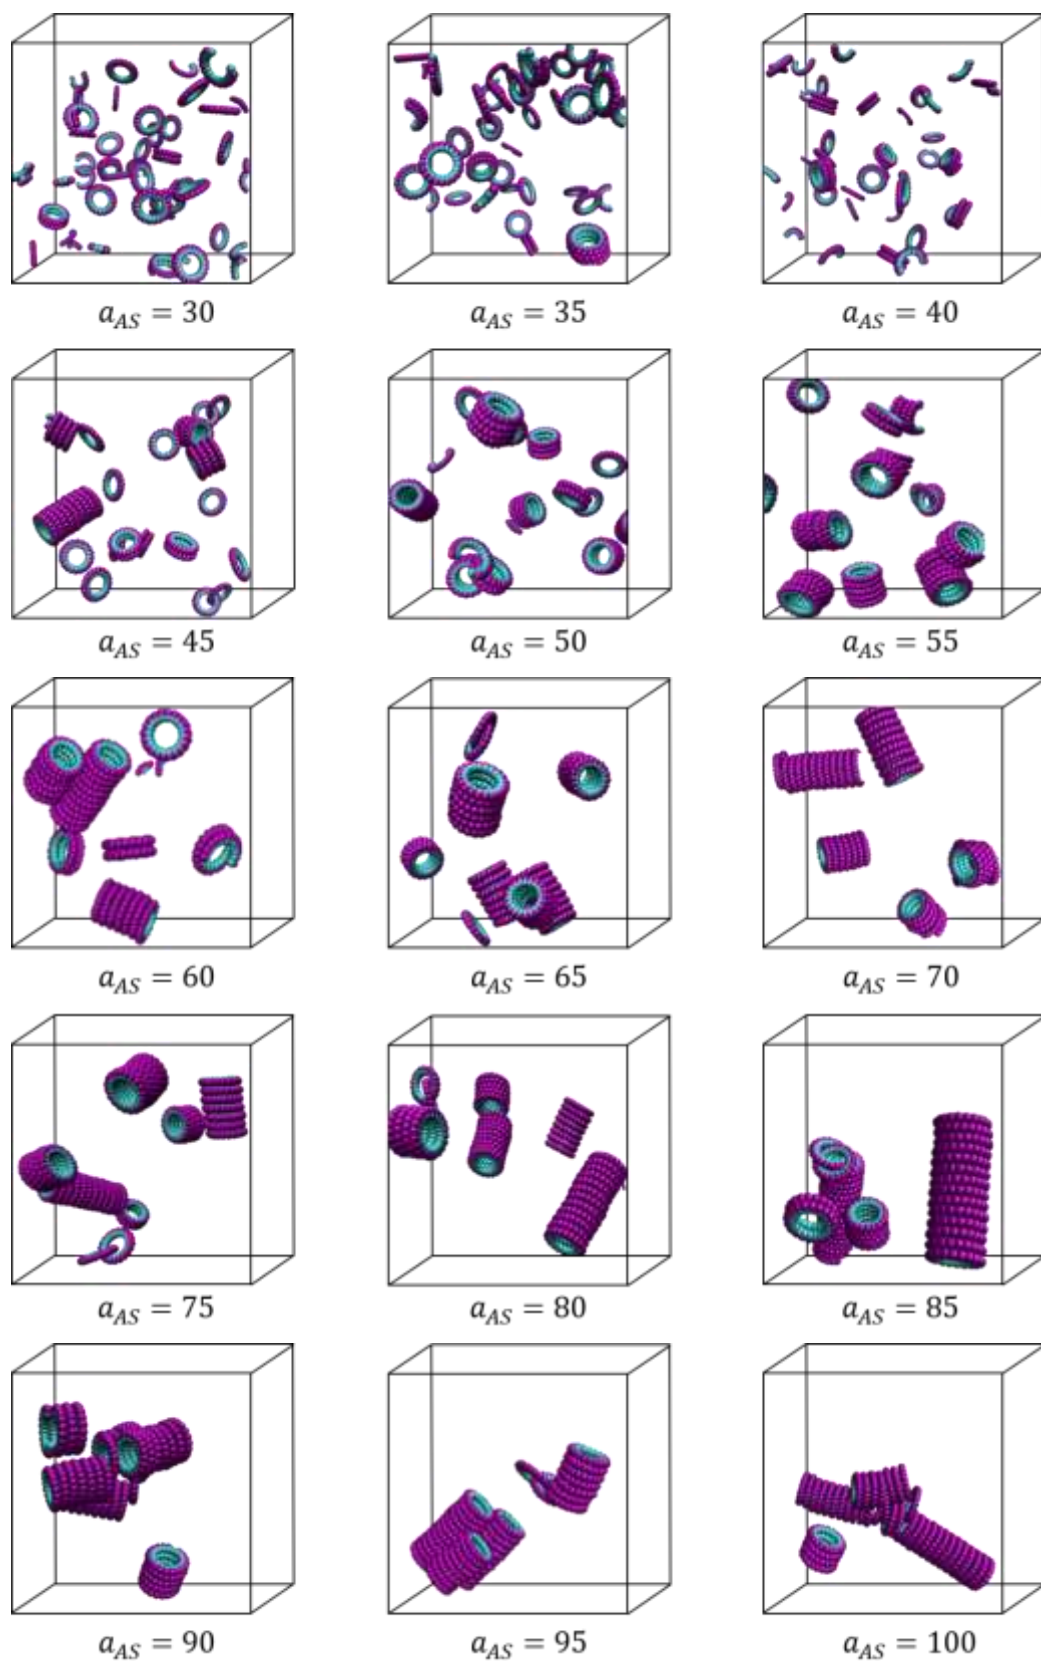 a_AS = 30 a_AS = 35 a_AS = 40
a_AS = 45 a_AS = 50 a_AS = 55
a_AS = 60 a_AS = 65 a_AS = 70
a_AS = 75 a_AS = 80 a_AS = 85
a_AS = 90 a_AS = 95 a_AS = 100